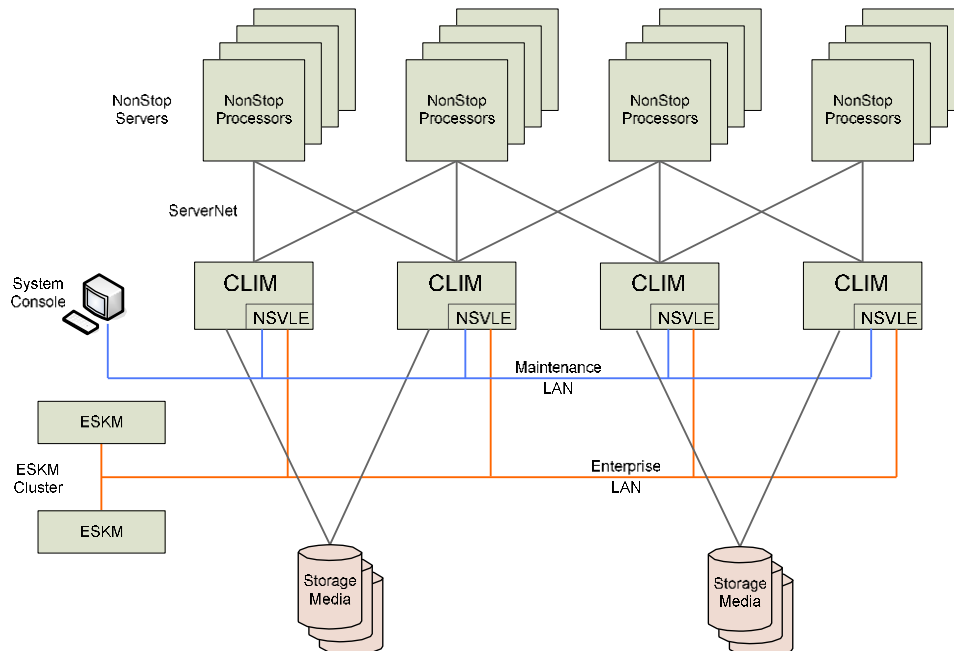 NonStop
Servers
NonStop
Processors
NonStop
Processors
NonStop
Processors
NonStop
Processors
ServerNet
System
Console
CLIM
NSVLE
CLIM
NSVLE
CLIM
NSVLE
CLIM
NSVLE
Maintenance
LAN
ESKM
ESKM
Cluster
Enterprise
LAN
ESKM
Storage
Media
Storage
Media